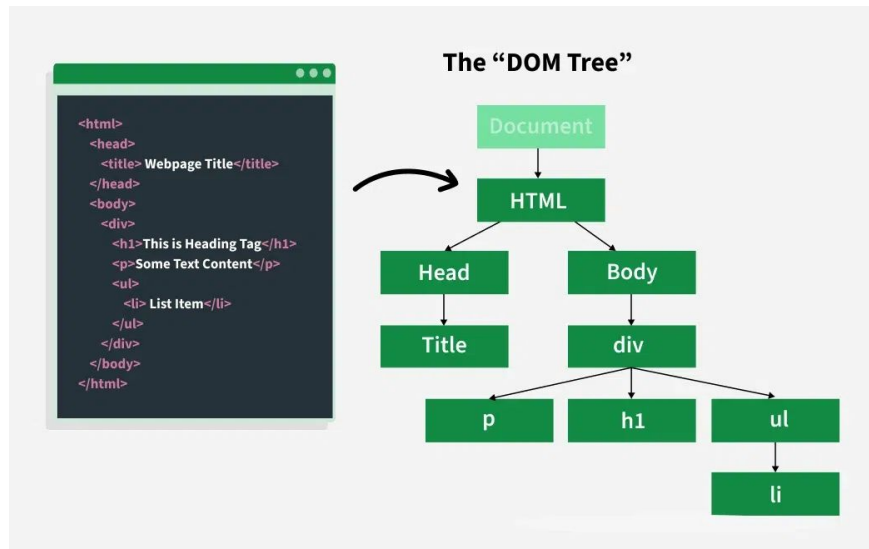 The “DOM Tree”
<html>
<head>
<title> Webpage Title</title>
</head>
<body>
<div>
<h1>This is Heading Tag</h1>
<p>Some Text Content</p>
<ul>
<li> List Item</li>
</ul>
</div>
</body>
</html>
Document
HTML
Head Body
Title div
p h1 ul
li